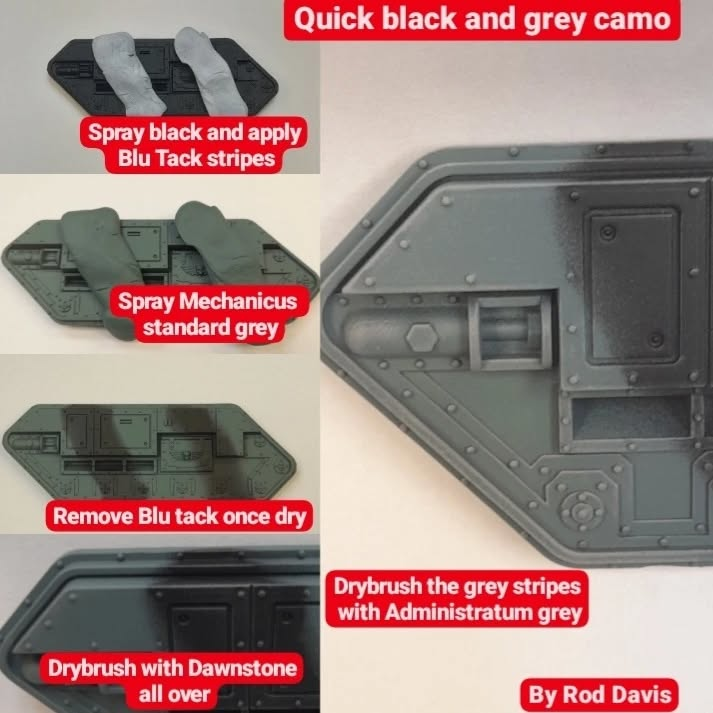 Quick black and grey camo
Spray black and apply
Blu Tack stripes
Spray Mechanicus
standard grey
Remove Blu tack once dry
Drybrush with Dawnstone
all over
Drybrush the grey stripes
with Administratum grey
By Rod Davis